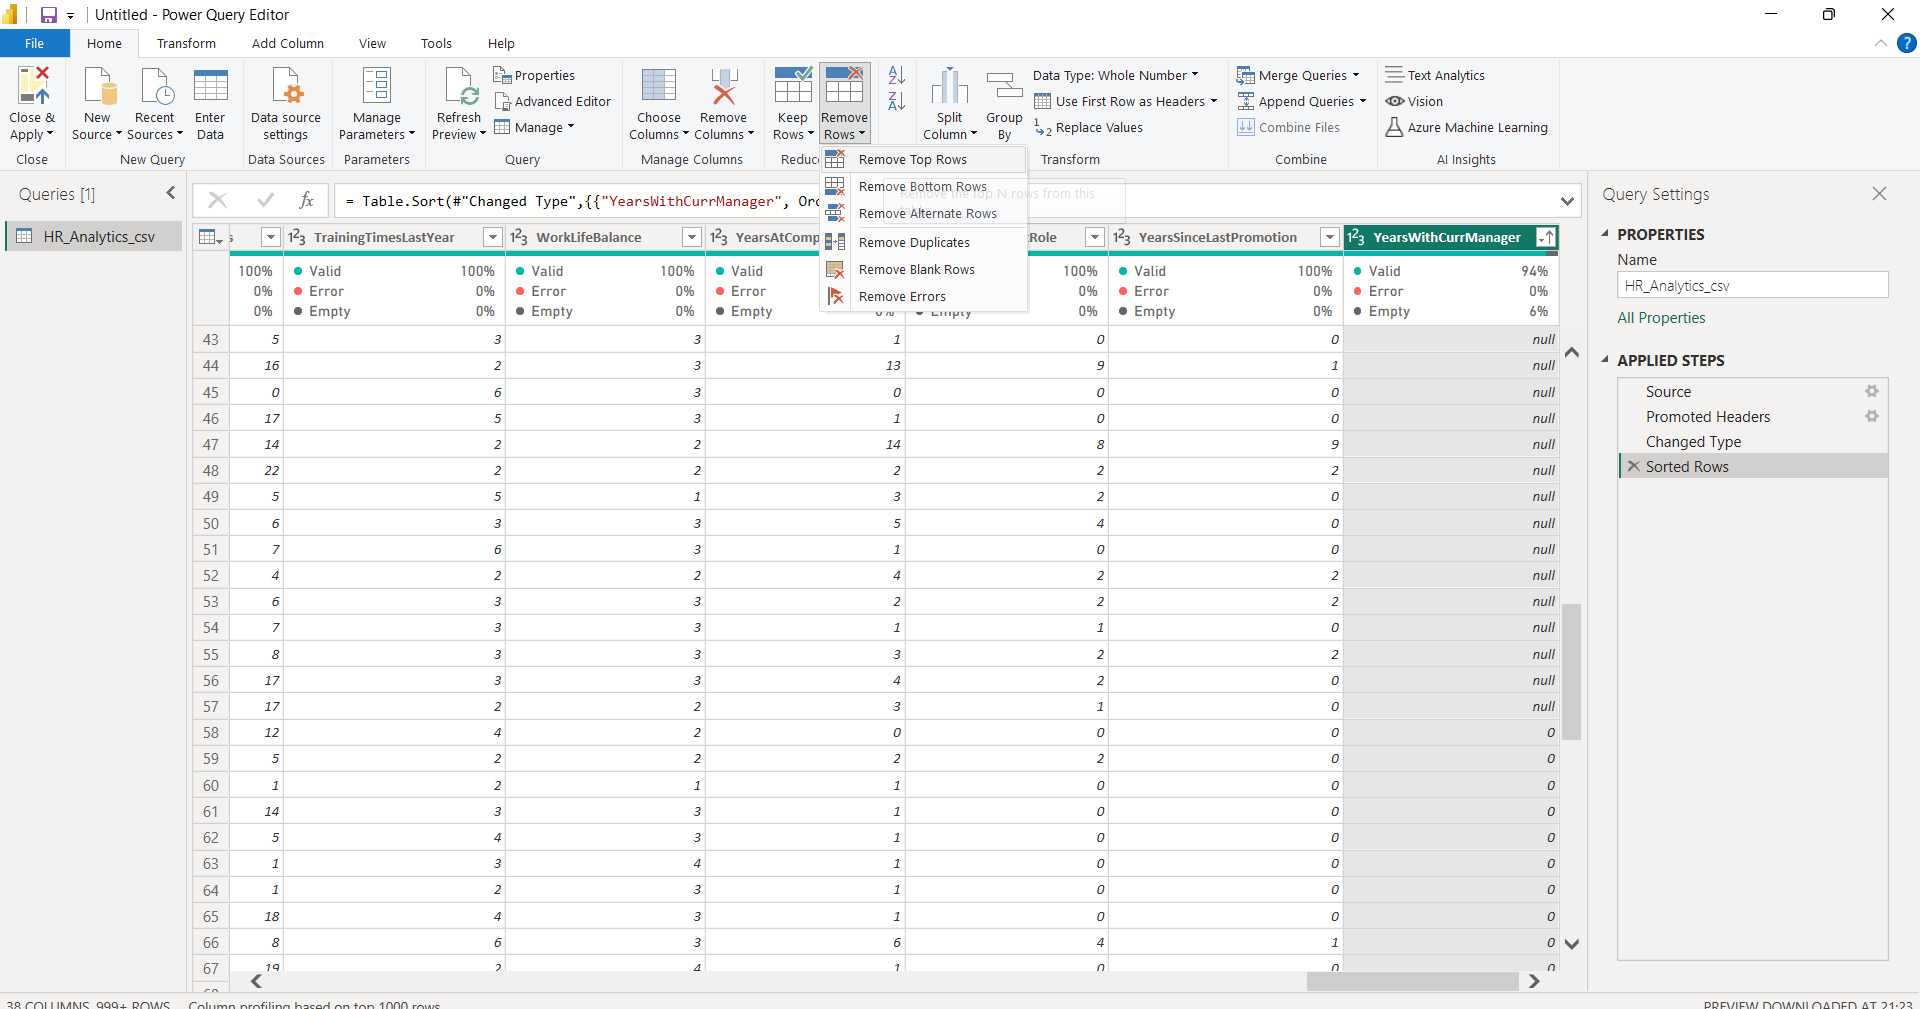 Untitled - Power Query Editor
File Home Transform Add Column View Tools Help ?
Close & Apply
Close
New Source
Recent Sources
Enter Data
New Query
Data source settings
Data Sources
Manage Parameters
Parameters
Refresh Preview
Properties
Advanced Editor
Manage
Query
Choose Columns
Remove Columns
Manage Columns
Keep Rows
Remove Rows
Reduc
Split Column
Group By
Data Type: Whole Number
Use First Row as Headers
Replace Values
Transform
Merge Queries
Append Queries
Combine Files
Combine
Text Analytics
Vision
Azure Machine Learning
AI Insights
Remove Top Rows
Remove Bottom Rows
Remove Alternate Rows
Remove Duplicates
Remove Blank Rows
Remove Errors
Remove the top N rows from this
Queries [1]
HR_Analytics_csv
fx = Table.Sort(#"Changed Type",{{"YearsWithCurrManager", Ord
s TrainingTimesLastYear WorkLifeBalance YearsAtComp Role YearsSinceLastPromotion YearsWithCurrManager
100% Valid 100% Valid 100% Valid 100% Valid 100% Valid 94%
0% Error 0% Error 0% Error 0% Error 0% Error 0%
0% Empty 0% Empty 0% Empty 0% Empty 0% Empty 0% Empty 6%
43 5 3 3 1 0 0 null
44 16 2 3 13 9 1 null
45 0 6 3 0 0 0 null
46 17 5 3 1 0 0 null
47 14 2 2 14 8 9 null
48 22 2 2 2 2 2 null
49 5 5 1 3 2 0 null
50 6 3 3 5 4 0 null
51 7 6 3 1 0 0 null
52 4 2 2 4 2 2 null
53 6 3 3 2 2 2 null
54 7 3 3 1 1 0 null
55 8 3 3 3 2 2 null
56 17 3 3 4 2 0 null
57 17 2 2 3 1 0 null
58 12 4 2 0 0 0 0
59 5 2 2 2 2 0 0
60 1 2 1 1 0 0 0
61 14 3 3 1 0 0 0
62 5 4 3 1 0 0 0
63 1 3 4 1 0 0 0
64 1 2 3 1 0 0 0
65 18 4 3 1 0 0 0
66 8 6 3 6 4 1 0
67 19 2 4 1 0 0 0
Query Settings
PROPERTIES
Name
HR_Analytics_csv
All Properties
APPLIED STEPS
Source
Promoted Headers
Changed Type
Sorted Rows
38 COLUMNS, 999+ ROWS Column profiling based on top 1000 rows
PREVIEW DOWNLOADED AT 21:23